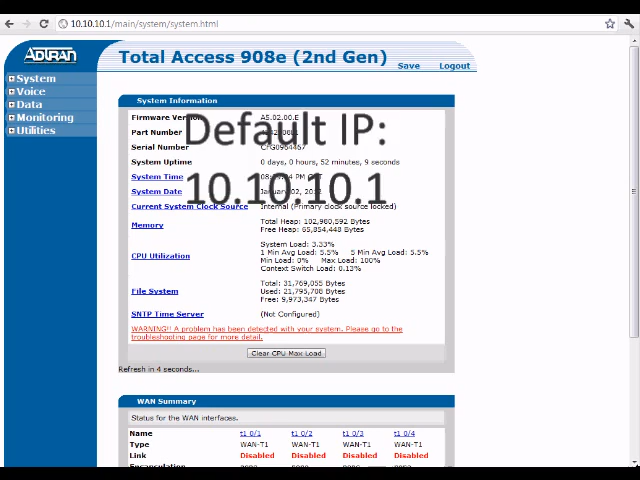 10.10.10.1/main/system/system.html
ADTRAN
Total Access 908e (2nd Gen)
Save Logout
System
Voice
Data
Monitoring
Utilities
System Information
Default IP:
10.10.10.1
Firmware A5.02.00.E
Part Number
Serial Number
System Uptime 0 days, 0 hours, 52 minutes, 9 seconds
System Time
System Date January 02,
Current System Clock Source Internal (Primary clock source locked)
Memory Total Heap: 102,980,592 Bytes
Free Heap: 65,854,448 Bytes
CPU Utilization System Load: 3.33%
1 Min Avg Load: 5.5% 5 Min Avg Load: 5.5%
Min Load: 0% Max Load: 100%
Context Switch Load: 0.13%
File System Total: 31,769,055 Bytes
Used: 21,795,708 Bytes
Free: 9,973,347 Bytes
SNTP Time Server (Not Configured)
WARNING!! A problem has been detected with your system. Please go to the
troubleshooting page for more detail.
Clear CPU Max Load
Refresh in 4 seconds...
WAN Summary
Status for the WAN interfaces.
Name t1 0/1 t1 0/2 t1 0/3 t1 0/4
Type WAN-T1 WAN-T1 WAN-T1 WAN-T1
Link Disabled Disabled Disabled Disabled